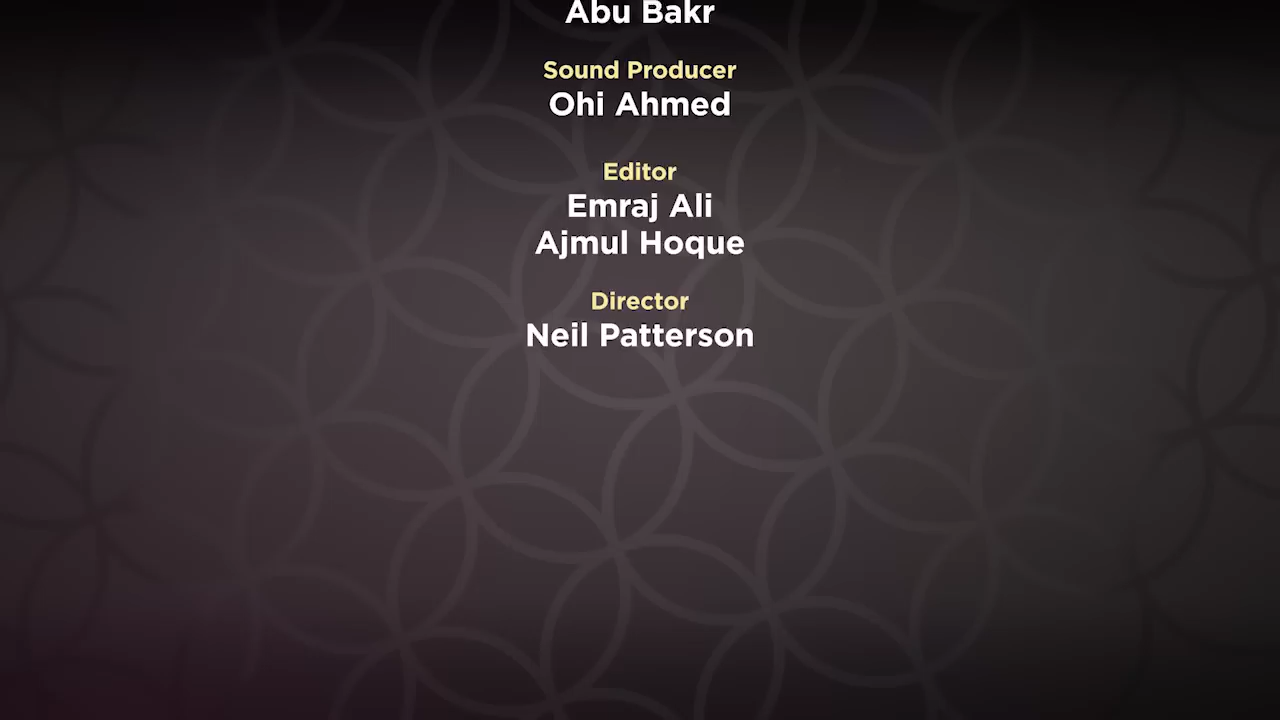 Abu Bakr
Sound Producer
Ohi Ahmed
Editor
Emraj Ali
Ajmul Hoque
Director
Neil Patterson